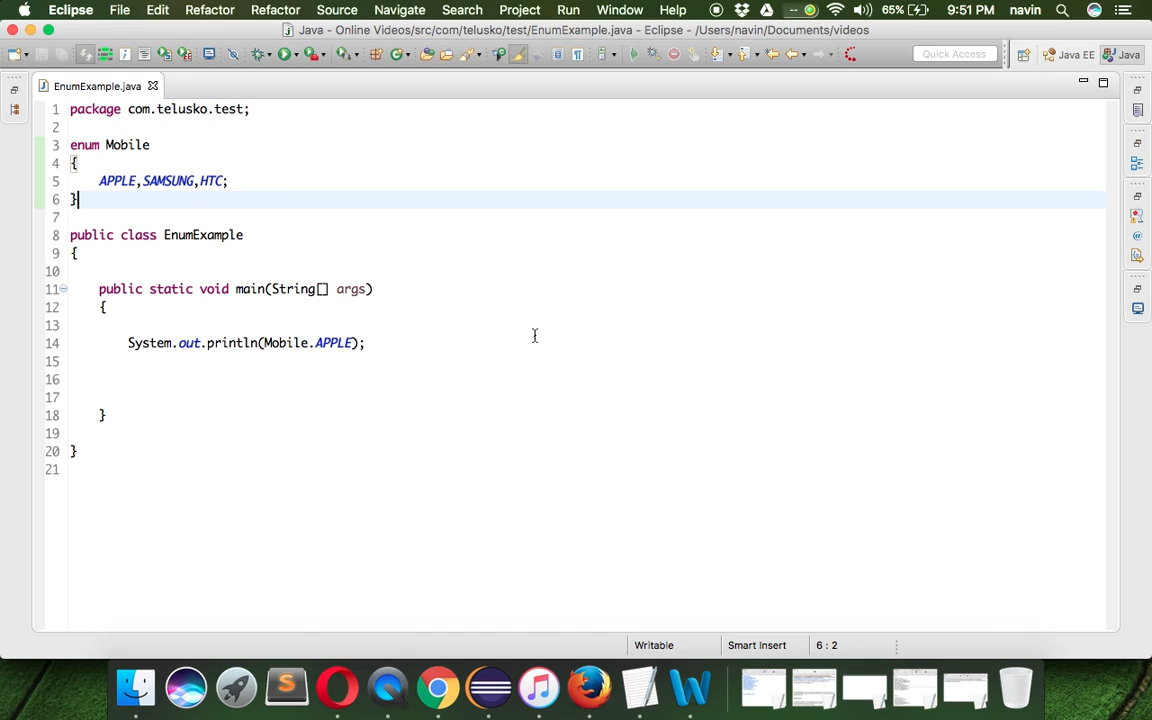 Eclipse File Edit Refactor Refactor Source Navigate Search Project Run Window Help 65% 9:51 PM navin
Java - Online Videos/src/com/telusko/test/EnumExample.java - Eclipse - /Users/navin/Documents/videos
Quick Access Java EE Java
EnumExample.java
1 package com.telusko.test;
2
3 enum Mobile
4 {
5 APPLE,SAMSUNG,HTC;
6 }
7
8 public class EnumExample
9 {
10
11 public static void main(String[] args)
12 {
13
14 System.out.println(Mobile.APPLE);
15
16
17
18 }
19
20 }
21
Writable Smart Insert 6 : 2